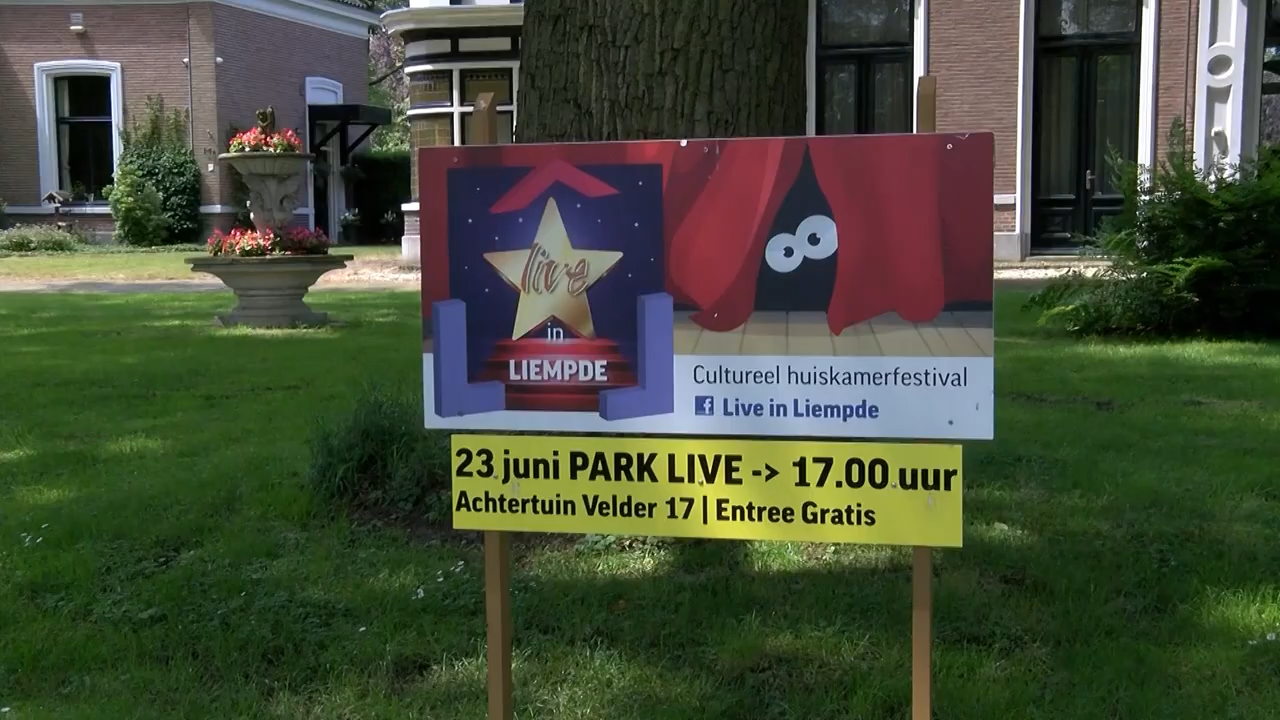 live
in
LIEMPDE
Cultureel huiskamerfestival
f Live in Liempde
23 juni PARK LIVE -> 17.00 uur
Achtertuin Velder 17 | Entree Gratis